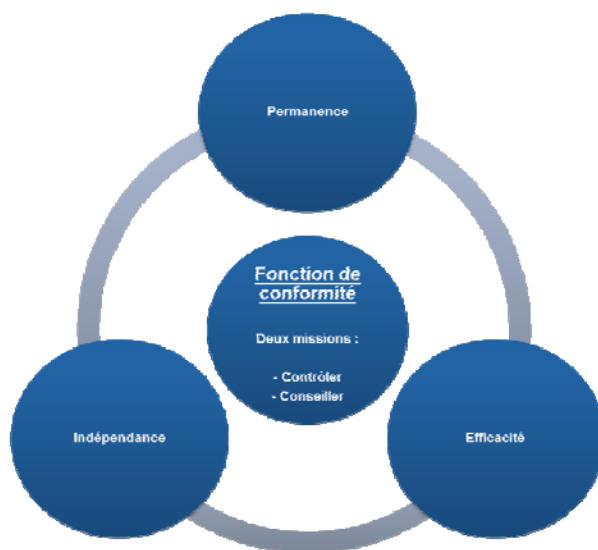 Permanence
Fonction de
conformité
Deux missions :
- Contrôler
- Conseiller
Indépendance
Efficacité